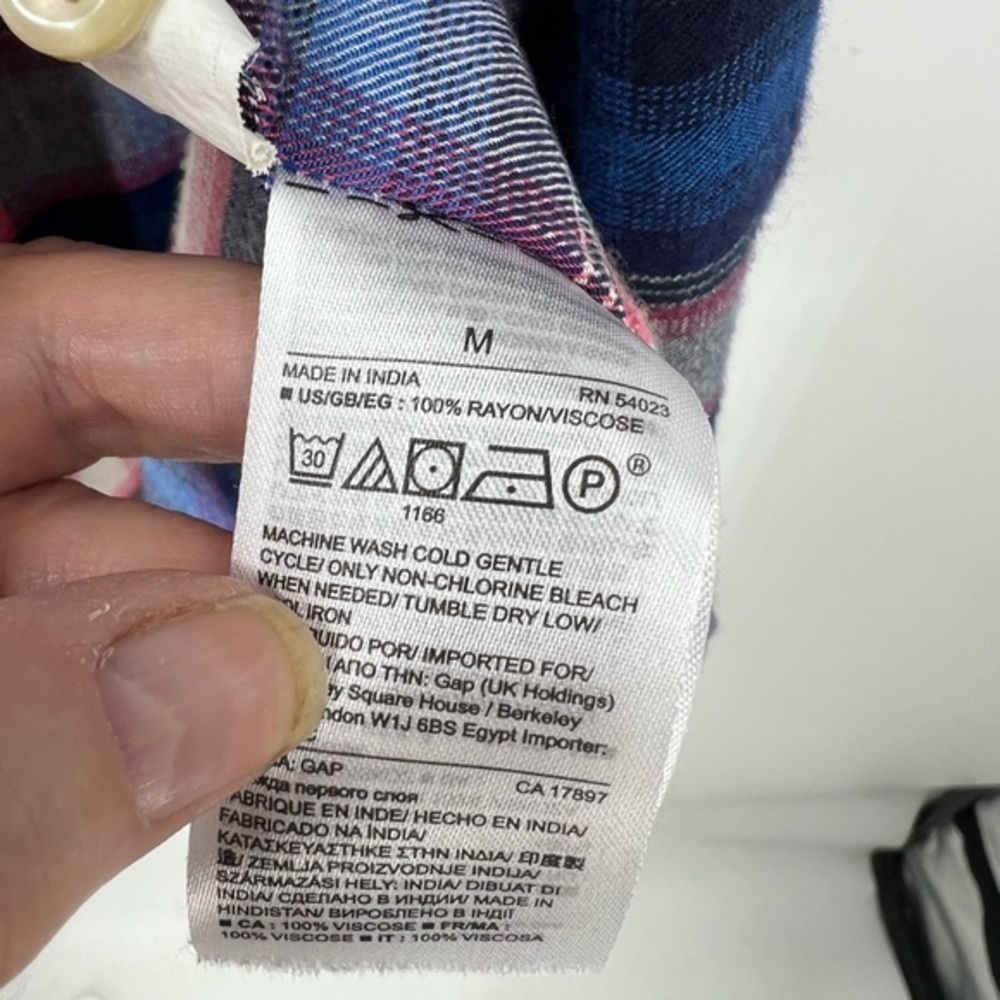 M
MADE IN INDIA RN 54023
■ US/GB/EG : 100% RAYON/VISCOSE
30 P ®
1166
MACHINE WASH COLD GENTLE
CYCLE/ ONLY NON-CHLORINE BLEACH
WHEN NEEDED/ TUMBLE DRY LOW/
IRON
POR/ IMPORTED FOR/
ΑΠΟ ΤΗΝ: Gap (UK Holdings)
Square House / Berkeley
W1J 6BS Egypt Importer:
GAP CA 17897
первого слоя
FABRIQUE EN INDE/ HECHO EN INDIA/
FABRICADO NA ÍNDIA/
ΚΑΤΑΣΚΕΥΑΣΤΗΚΕ ΣΤΗΝ ΙΝΔΙΑ/ 印度製
造/ ZEMLJA PROIZVODNJE INDIJA/
SZÁRMAZÁSI HELY: INDIA/ DIBUAT DI
INDIA/ СДЕЛАНО В ИНДИИ/ MADE IN
HINDISTAN/ ВИРОБЛЕНО В ІНДІЇ
■ CA : 100% VISCOSE ■ FR/MA :
100% VISCOSE ■ IT : 100% VISCOSA